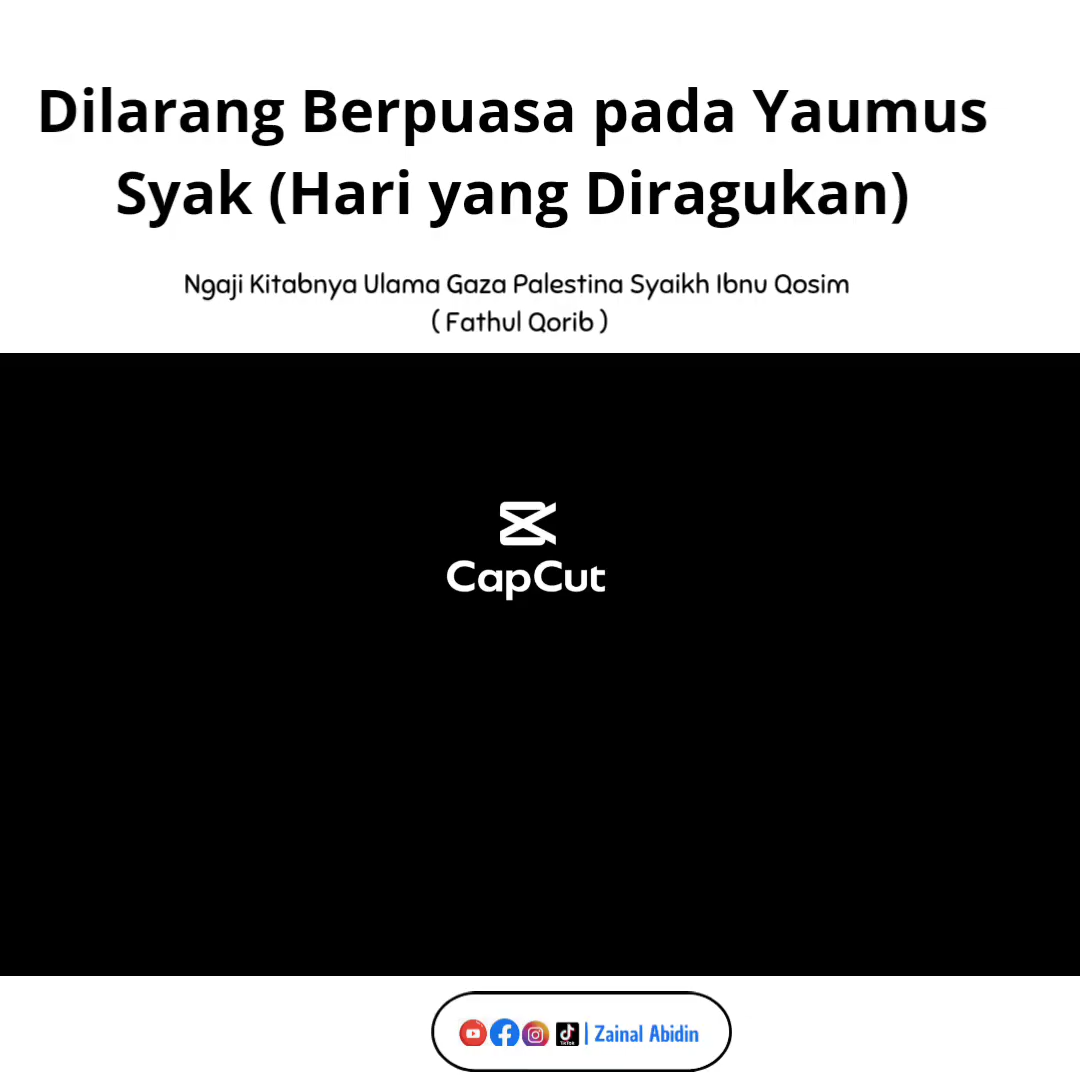 Dilarang Berpuasa pada Yaumus
Syak (Hari yang Diragukan)
Ngaji Kitabnya Ulama Gaza Palestina Syaikh Ibnu Qosim
( Fathul Qorib )
CapCut
TikTok
| Zainal Abidin